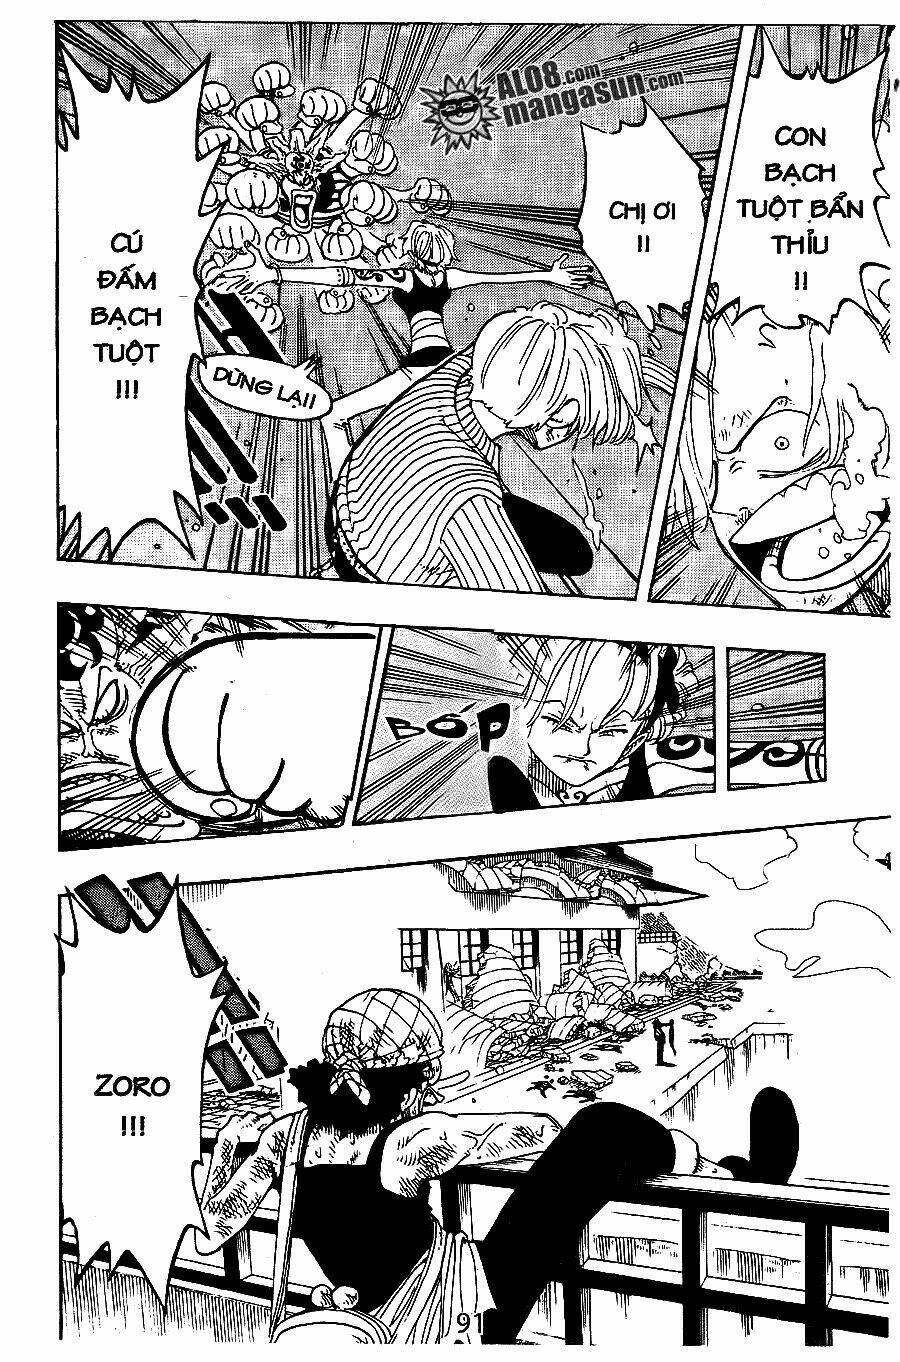 AL08.com
mangasun.com
CON
BẠCH
TUỘT BẨN
THỈU
!!
CHỊ ƠI
!!
CÚ
ĐẤM
BẠCH
TUỘT
!!!
DỪNG LẠI!
BỐP
ZORO
!!!
91